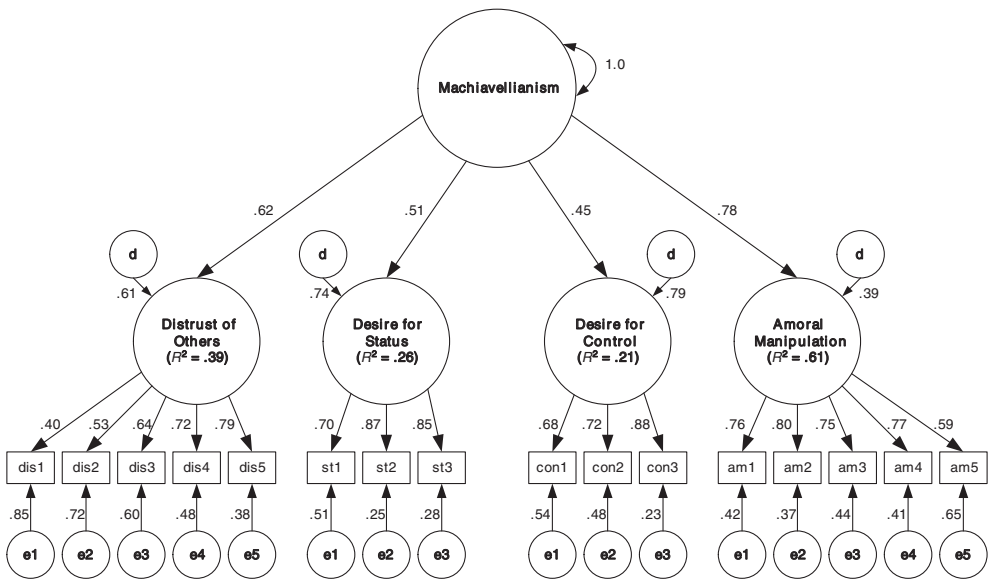 Machiavellianism
1.0
.62
.51
.45
.78
d
d
d
d
.61
.74
.79
.39
Distrust of
Others
(R² = .39)
Desire for
Status
(R² = .26)
Desire for
Control
(R² = .21)
Amoral
Manipulation
(R² = .61)
.40
.53
.64
.72
.79
.70
.87
.85
.68
.72
.88
.76
.80
.75
.77
.59
dis1
dis2
dis3
dis4
dis5
st1
st2
st3
con1
con2
con3
am1
am2
am3
am4
am5
.85
.72
.60
.48
.38
.51
.25
.28
.54
.48
.23
.42
.37
.44
.41
.65
e1
e2
e3
e4
e5
e1
e2
e3
e1
e2
e3
e1
e2
e3
e4
e5